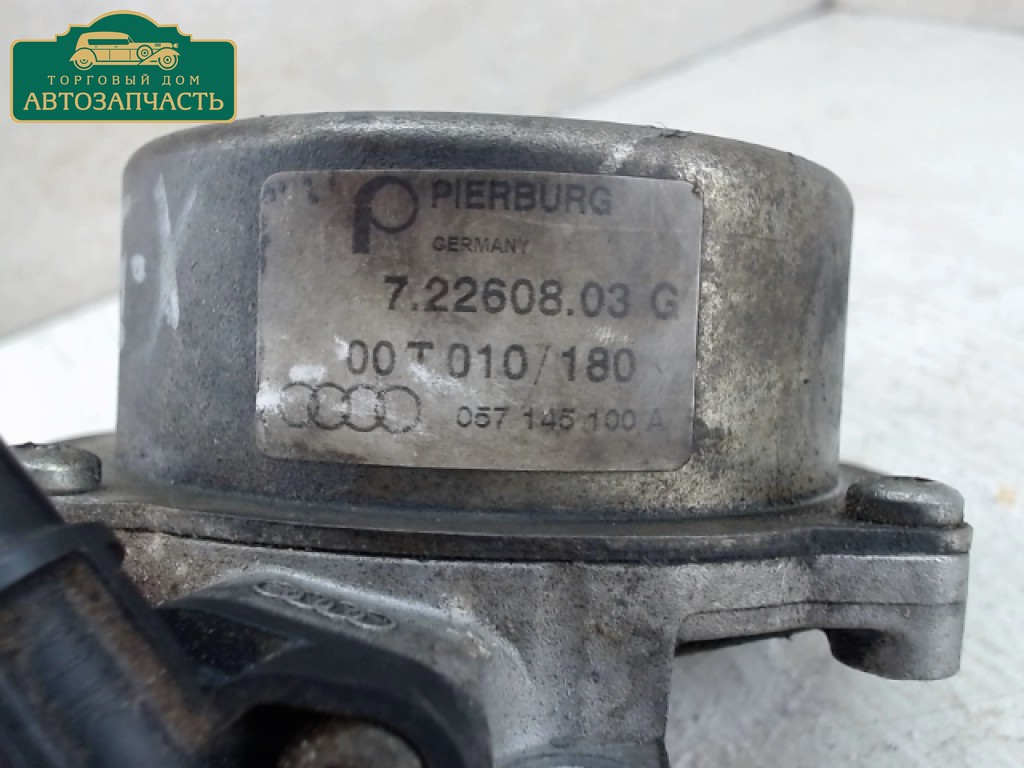 ТОРГОВЫЙ ДОМ
АВТОЗАПЧАСТЬ
PIERBURG
GERMANY
7.22608.03 G
00 T 010/180
057 145 100 A